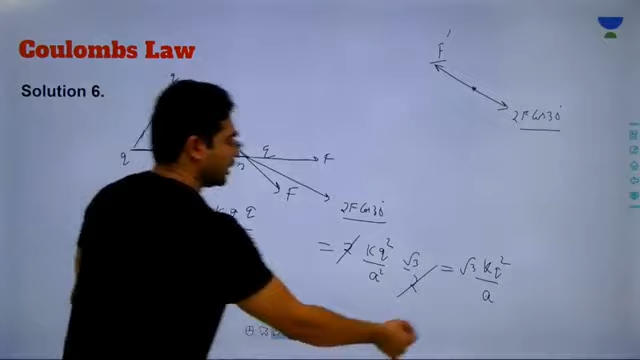 Coulombs Law
Solution 6.
F'
2F Cos30°
q
q
q
F
F
2F Cos30°
q q
= 2 Kq²/a² √3/2 = √3 Kq²/a